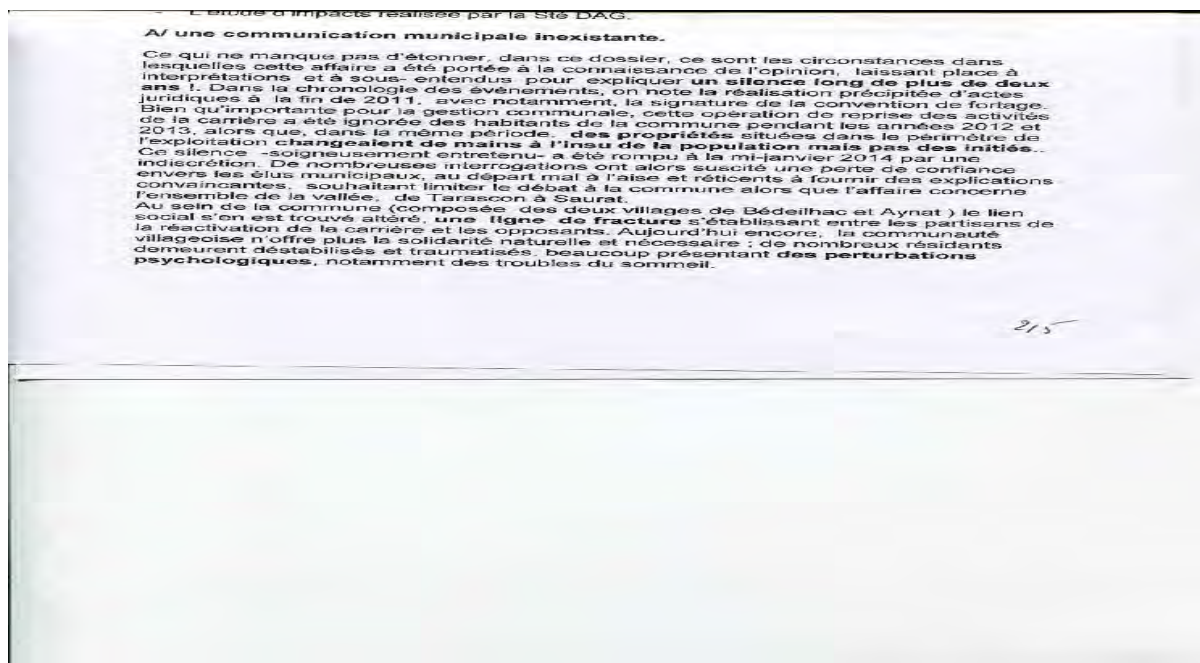 - L'étude d'impacts réalisée par la Sté DAG.
A/ une communication municipale inexistante.
Ce qui ne manque pas d'étonner, dans ce dossier, ce sont les circonstances dans
lesquelles cette affaire a été portée à la connaissance de l'opinion, laissant place à
interprétations et à sous- entendus pour expliquer un silence long de plus de deux
ans !. Dans la chronologie des évènements, on note la réalisation précipitée d'actes
juridiques à la fin de 2011, avec notamment, la signature de la convention de fortage.
Bien qu'importante pour la gestion communale, cette opération de reprise des activités
de la carrière a été ignorée des habitants de la commune pendant les années 2012 et
2013, alors que, dans la même période, des propriétés situées dans le périmètre de
l'exploitation changeaient de mains à l'insu de la population mais pas des initiés..
Ce silence -soigneusement entretenu- a été rompu à la mi-janvier 2014 par une
indiscrétion. De nombreuses interrogations ont alors suscité une perte de confiance
envers les élus municipaux, au départ mal à l'aise et réticents à fournir des explications
convaincantes, souhaitant limiter le débat à la commune alors que l'affaire concerne
l'ensemble de la vallée, de Tarascon à Saurat.
Au sein de la commune (composée des deux villages de Bédeilhac et Aynat ) le lien
social s'en est trouvé altéré, une ligne de fracture s'établissant entre les partisans de
la réactivation de la carrière et les opposants. Aujourd'hui encore, la communauté
villageoise n'offre plus la solidarité naturelle et nécessaire ; de nombreux résidants
demeurent déstabilisés et traumatisés, beaucoup présentant des perturbations
psychologiques, notamment des troubles du sommeil.
2/5